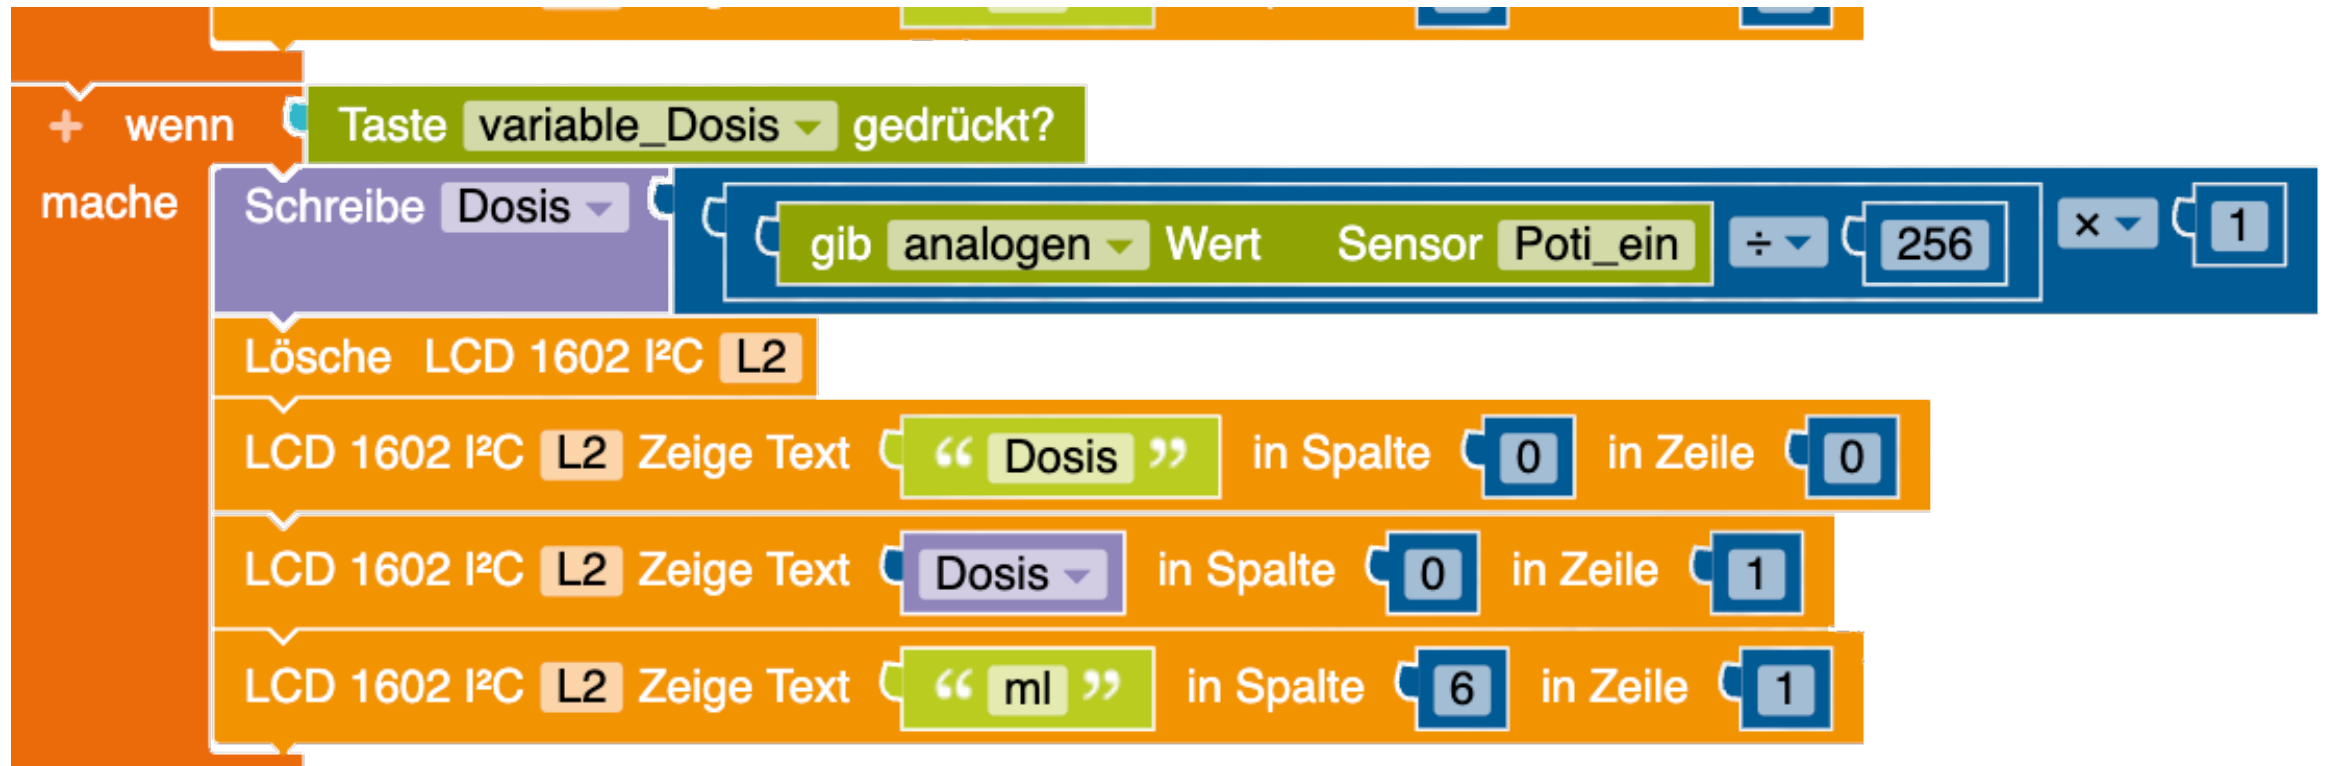 + wenn Taste variable_Dosis gedrückt?
mache Schreibe Dosis gib analogen Wert Sensor Poti_ein ÷ 256 × 1
Lösche LCD 1602 I²C L2
LCD 1602 I²C L2 Zeige Text “ Dosis ” in Spalte 0 in Zeile 0
LCD 1602 I²C L2 Zeige Text Dosis in Spalte 0 in Zeile 1
LCD 1602 I²C L2 Zeige Text “ ml ” in Spalte 6 in Zeile 1